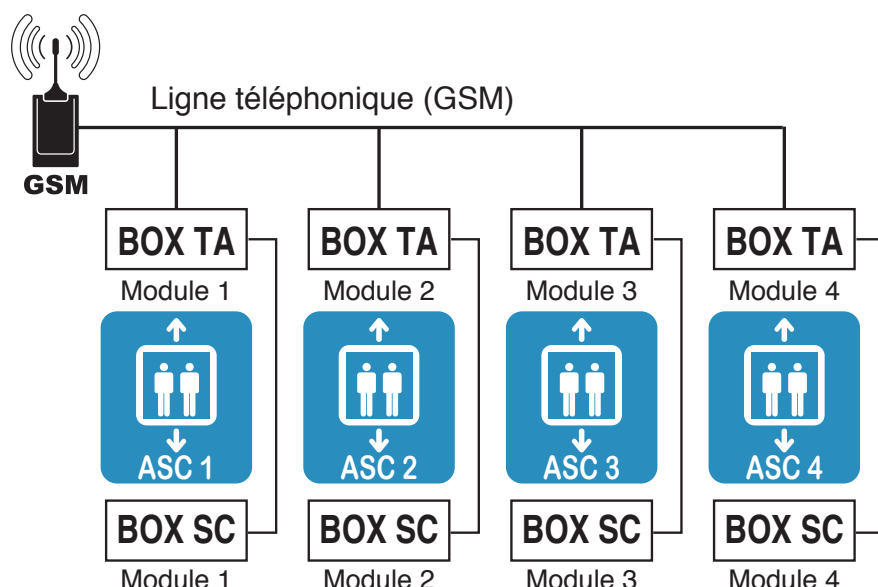 Ligne téléphonique (GSM)
GSM
BOX TA BOX TA BOX TA BOX TA
Module 1 Module 2 Module 3 Module 4
ASC 1 ASC 2 ASC 3 ASC 4
BOX SC BOX SC BOX SC BOX SC
Module 1 Module 2 Module 3 Module 4